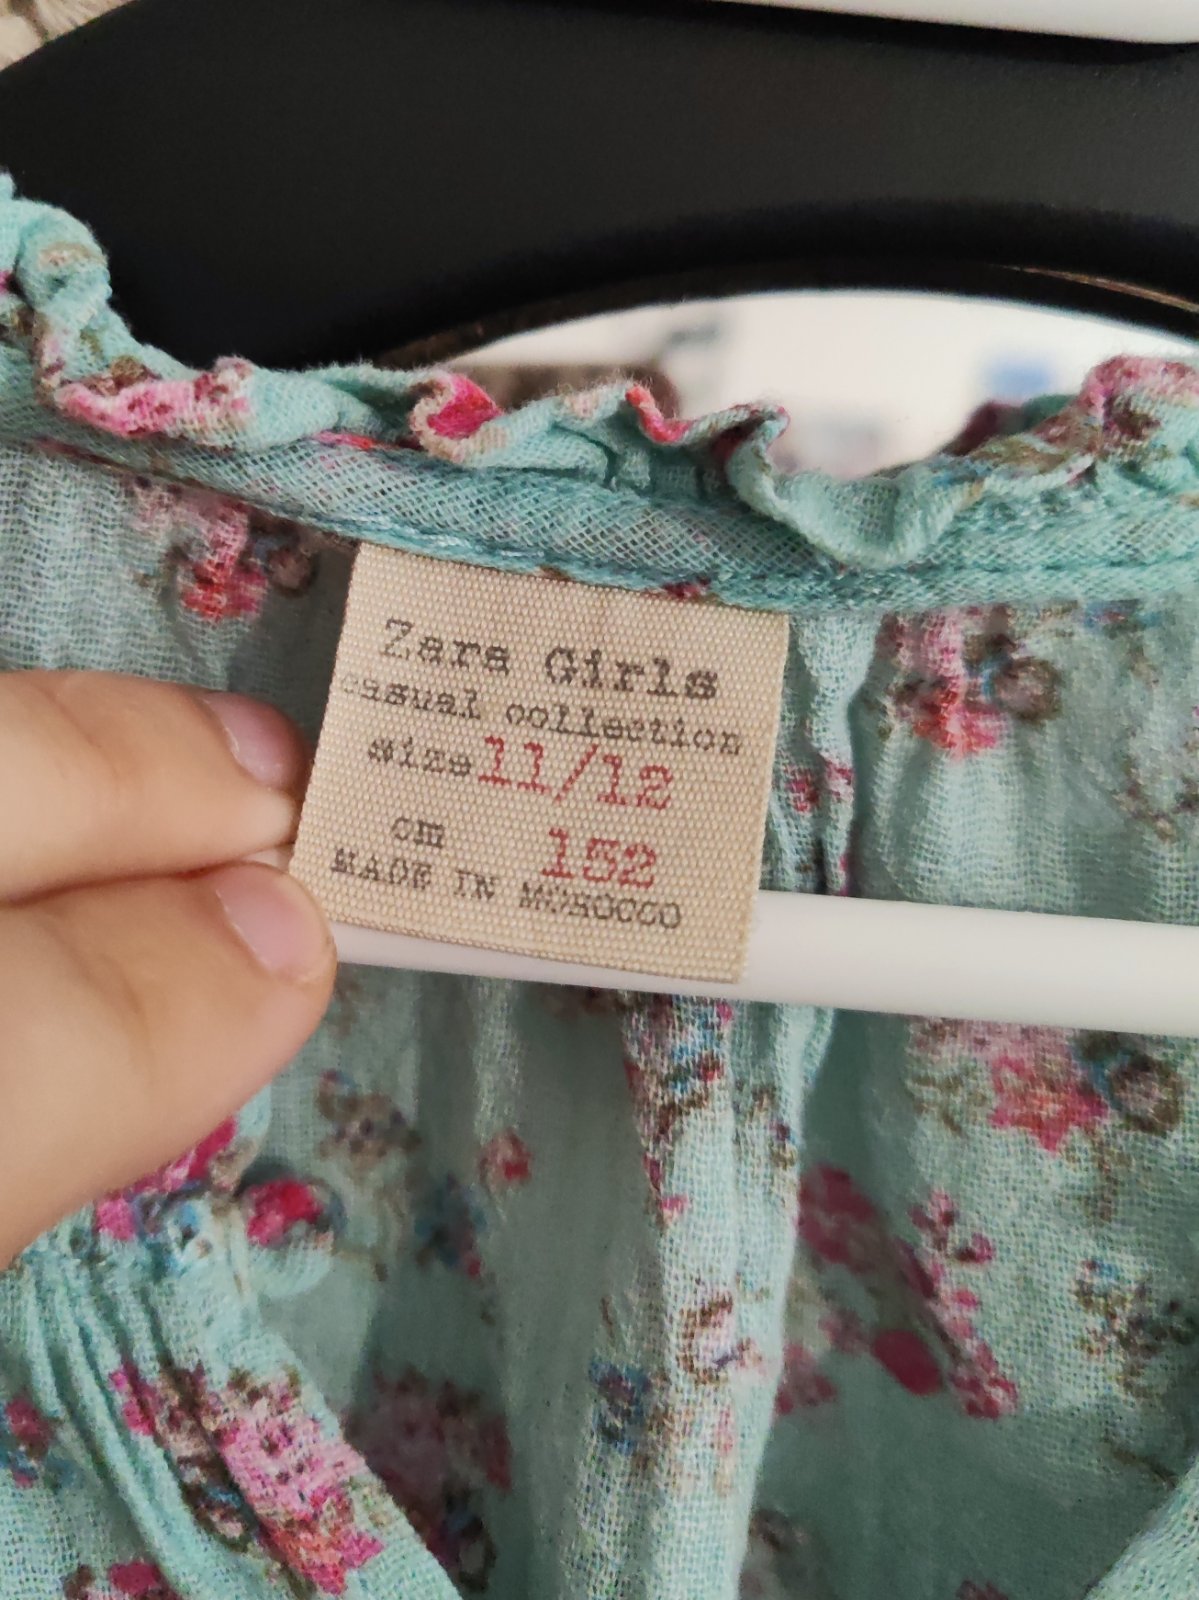 Zara Girls
casual collection
size 11/12
cm 152
MADE IN MOROCCO